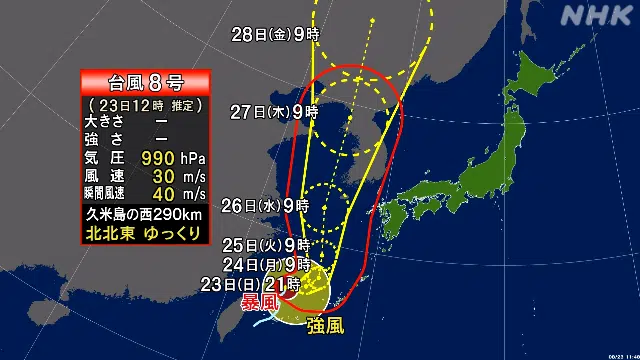 NHK
28日(金)9時
台風8号
(23日12時 推定)
大きさ ー
強さ ー
気圧 990 hPa
風速 30 m/s
瞬間風速 40 m/s
久米島の西290km
北北東 ゆっくり
27日(木)9時
26日(水)9時
25日(火)9時
24日(月)9時
23日(日)21時
暴風
強風
08/23 11:48